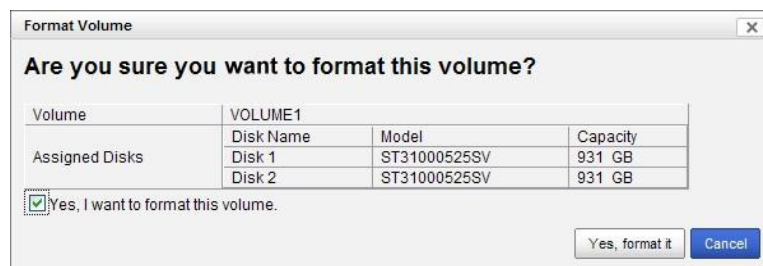 Format Volume
Are you sure you want to format this volume?
Volume VOLUME1
Assigned Disks
Disk Name Model Capacity
Disk 1 ST31000525SV 931 GB
Disk 2 ST31000525SV 931 GB
Yes, I want to format this volume.
Yes, format it Cancel